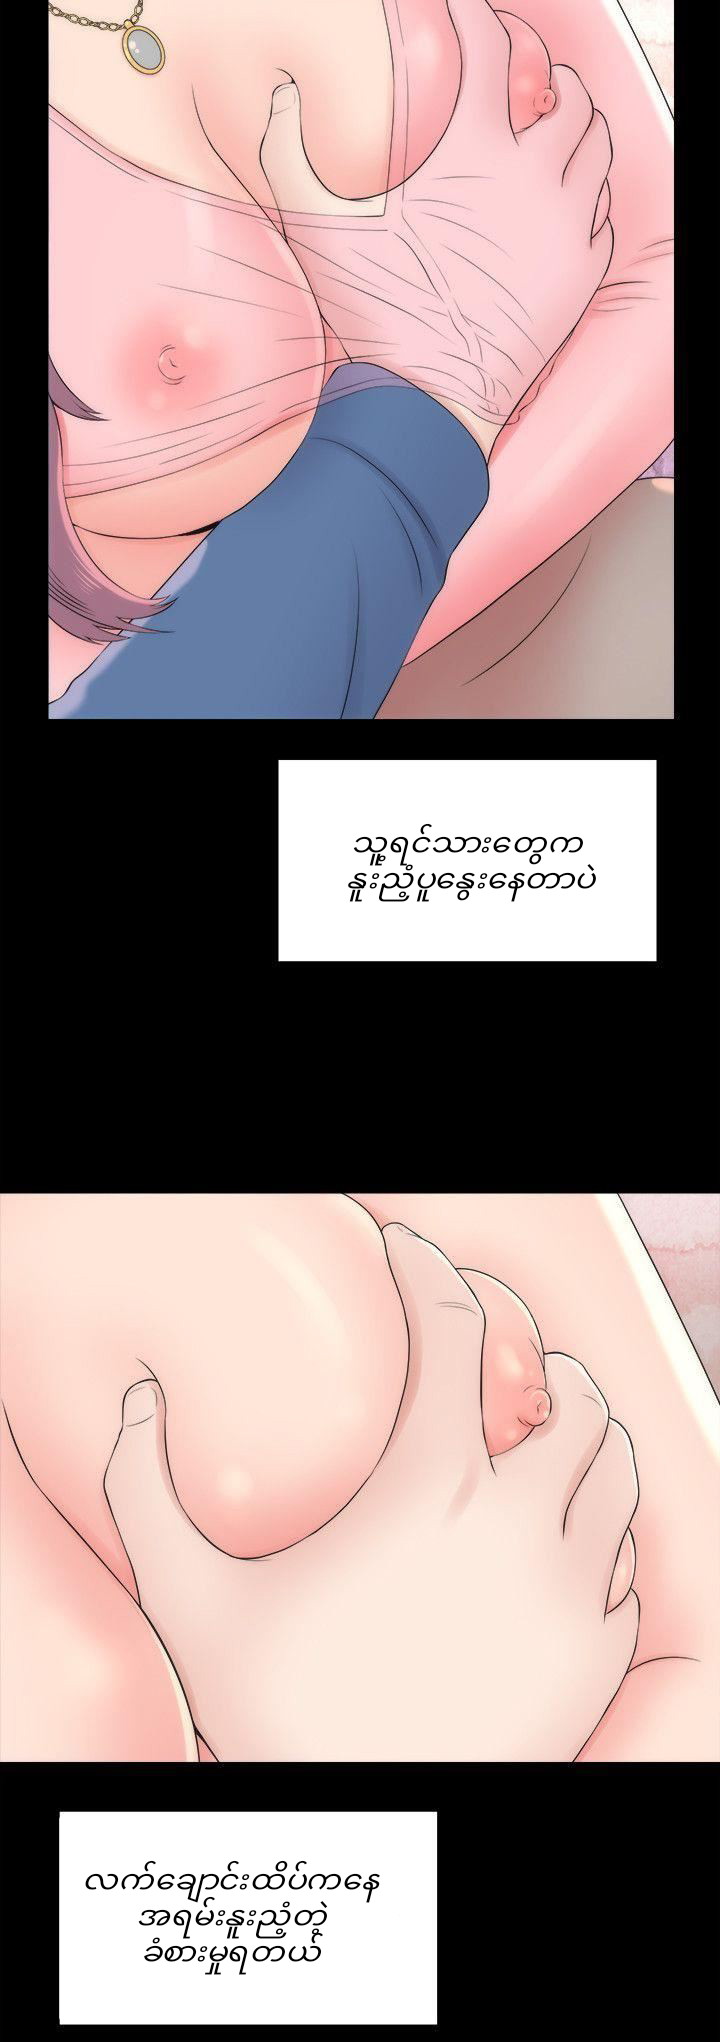 သူ့ရင်သားတွေက
နူးညံ့ပူနွေးနေတာပဲ
လက်ချောင်းထိပ်ကနေ
အရမ်းနူးညံ့တဲ့
ခံစားမှုရတယ်